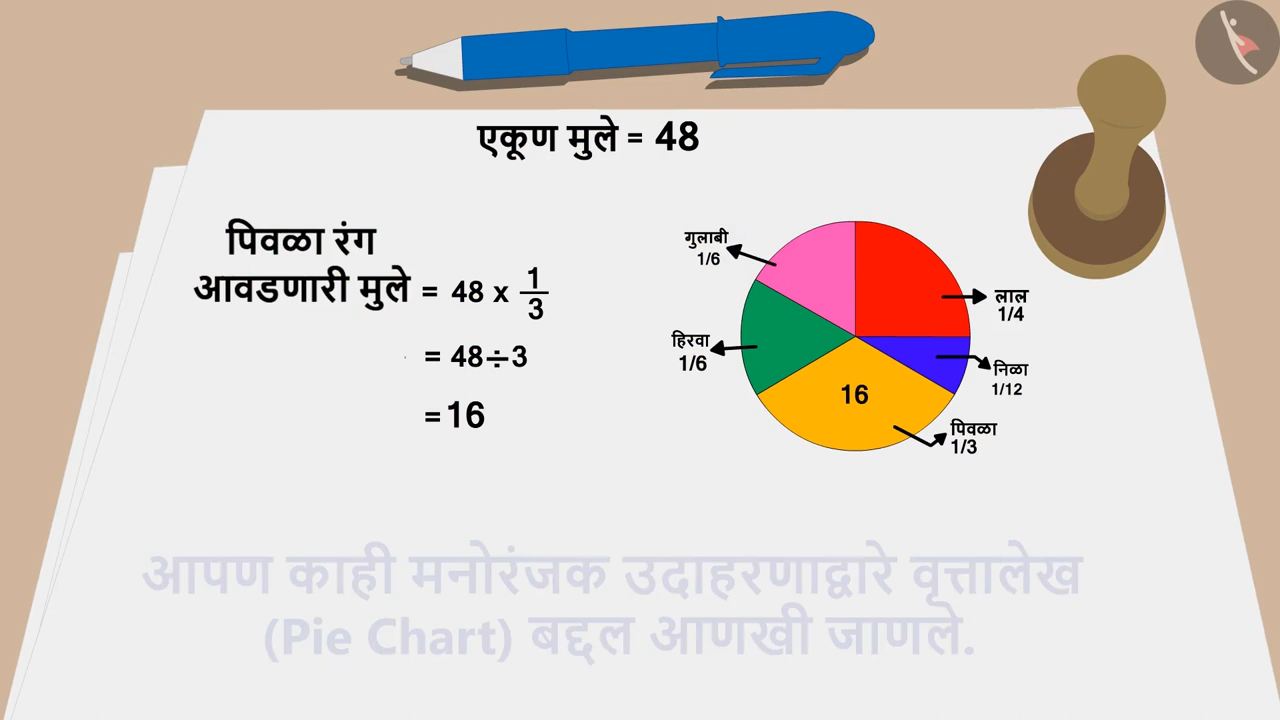 एकूण मुले = 48
पिवळा रंग
आवडणारी मुले = 48 x 1/3
= 48÷3
=16
गुलाबी
1/6
लाल
1/4
हिरवा
1/6
निळा
1/12
16
पिवळा
1/3
आपण काही मनोरंजक उदाहरणाद्वारे वृत्तालेख
(Pie Chart) बद्दल आणखी जाणले.